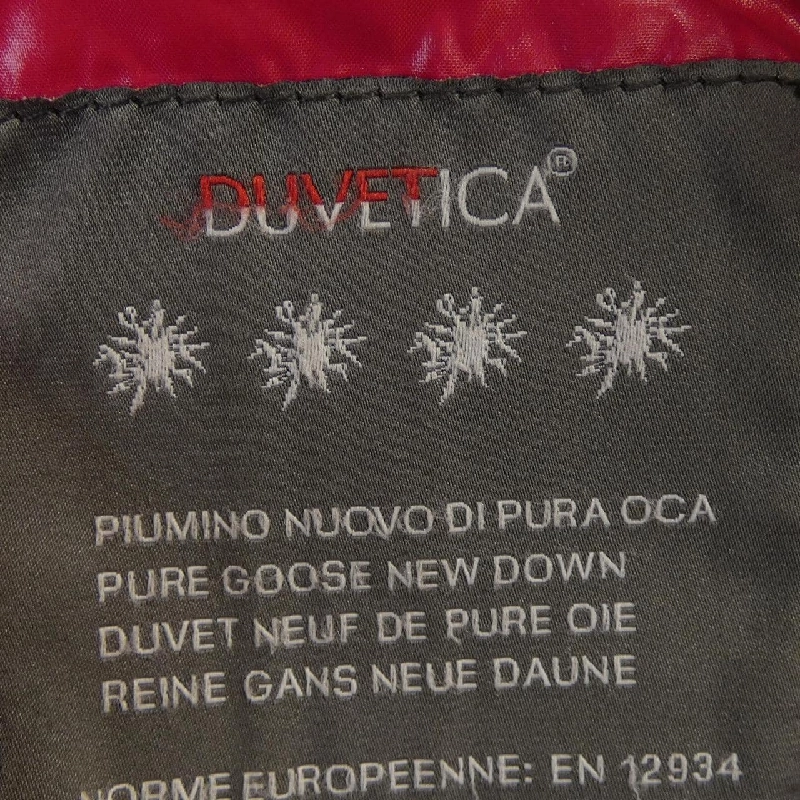 DUVETICA®
PIUMINO NUOVO DI PURA OCA
PURE GOOSE NEW DOWN
DUVET NEUF DE PURE OIE
REINE GANS NEUE DAUNE
NORME EUROPEENNE: EN 12934